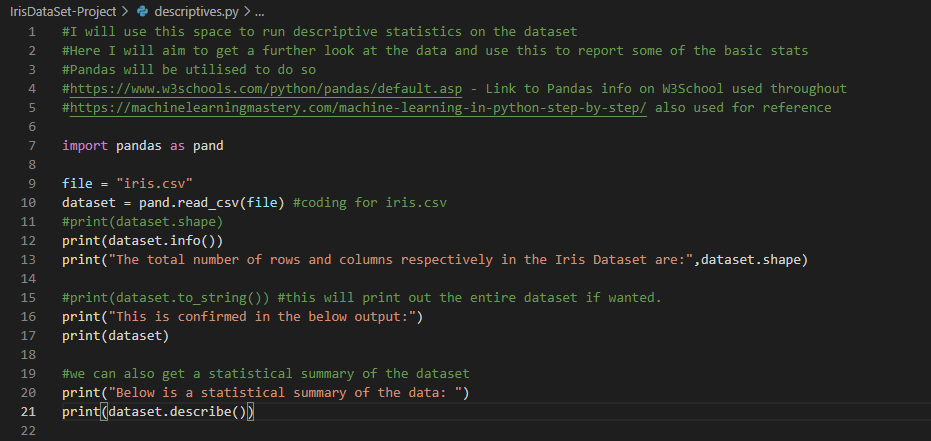 IrisDataSet-Project > descriptives.py > ...
1 #I will use this space to run descriptive statistics on the dataset
2 #Here I will aim to get a further look at the data and use this to report some of the basic stats
3 #Pandas will be utilised to do so
4 #https://www.w3schools.com/python/pandas/default.asp - Link to Pandas info on W3School used throughout
5 #https://machinelearningmastery.com/machine-learning-in-python-step-by-step/ also used for reference
6
7 import pandas as pand
8
9 file = "iris.csv"
10 dataset = pand.read_csv(file) #coding for iris.csv
11 #print(dataset.shape)
12 print(dataset.info())
13 print("The total number of rows and columns respectively in the Iris Dataset are:",dataset.shape)
14
15 #print(dataset.to_string()) #this will print out the entire dataset if wanted.
16 print("This is confirmed in the below output:")
17 print(dataset)
18
19 #we can also get a statistical summary of the dataset
20 print("Below is a statistical summary of the data: ")
21 print(dataset.describe())
22